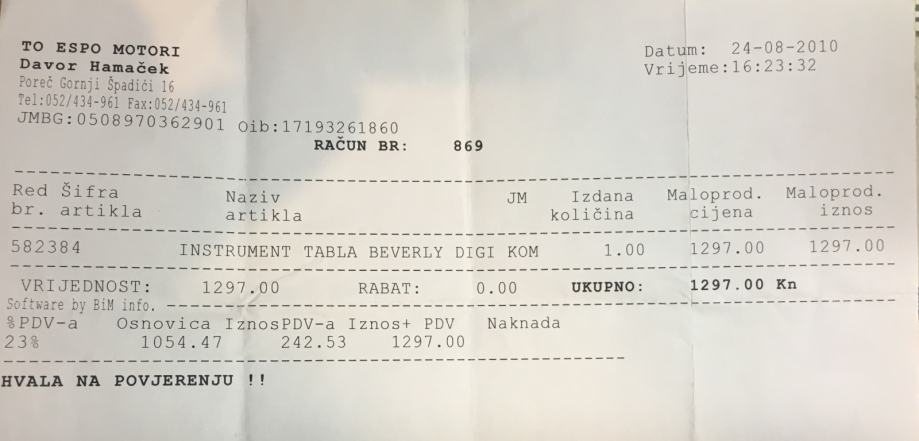 TO ESPO MOTORI
Davor Hamaček
Poreč Gornji Špadići 16
Tel:052/434-961 Fax:052/434-961
JMBG:0508970362901 Oib:17193261860
Datum: 24-08-2010
Vrijeme:16:23:32
RAČUN BR: 869
Red Šifra Naziv JM Izdana Maloprod. Maloprod.
br. artikla artikla količina cijena iznos
582384 INSTRUMENT TABLA BEVERLY DIGI KOM 1.00 1297.00 1297.00
VRIJEDNOST: 1297.00 RABAT: 0.00 UKUPNO: 1297.00 Kn
Software by BiM info.
%PDV-a Osnovica IznosPDV-a Iznos+ PDV Naknada
23% 1054.47 242.53 1297.00
HVALA NA POVJERENJU !!